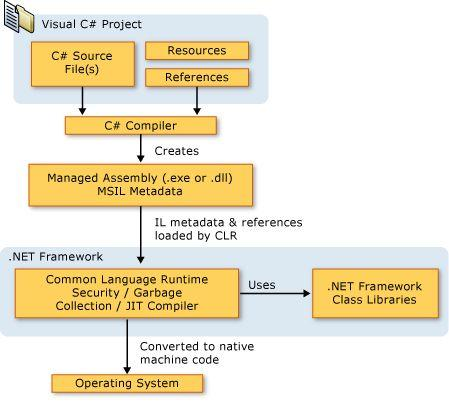 Visual C# Project
C# Source
File(s)
Resources
References
C# Compiler
Creates
Managed Assembly (.exe or .dll)
MSIL Metadata
IL metadata & references
loaded by CLR
.NET Framework
Common Language Runtime
Security / Garbage
Collection / JIT Compiler
Uses
.NET Framework
Class Libraries
Converted to native
machine code
Operating System